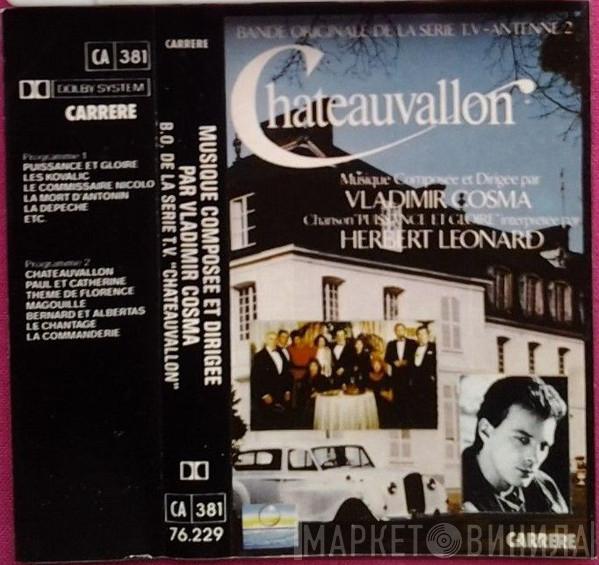 CA 381
DOLBY SYSTEM
CARRERE
Programme 1
PUISSANCE ET GLOIRE
LES KOVALIC
LE COMMISSAIRE NICOLO
LA MORT D'ANTONIN
LA DEPECHE
ETC.
Programme 2
CHATEAUVALLON
PAUL ET CATHERINE
THEME DE FLORENCE
MAGOUILLE
BERNARD ET ALBERTAS
LE CHANTAGE
LA COMMANDERIE
CARRERE
MUSIQUE COMPOSEE ET DIRIGEE
PAR VLADIMIR COSMA
B.O. DE LA SERIE T.V. "CHATEAUVALLON"
CA 381
76.229
BANDE ORIGINALE DE LA SERIE T.V - ANTENNE 2
Chateauvallon
Musique Composée et Dirigée par
VLADIMIR COSMA
Chanson "PUISSANCE ET GLOIRE" interprétée par
HERBERT LEONARD
CARRERE
МАРКЕТ ВИНИЛА